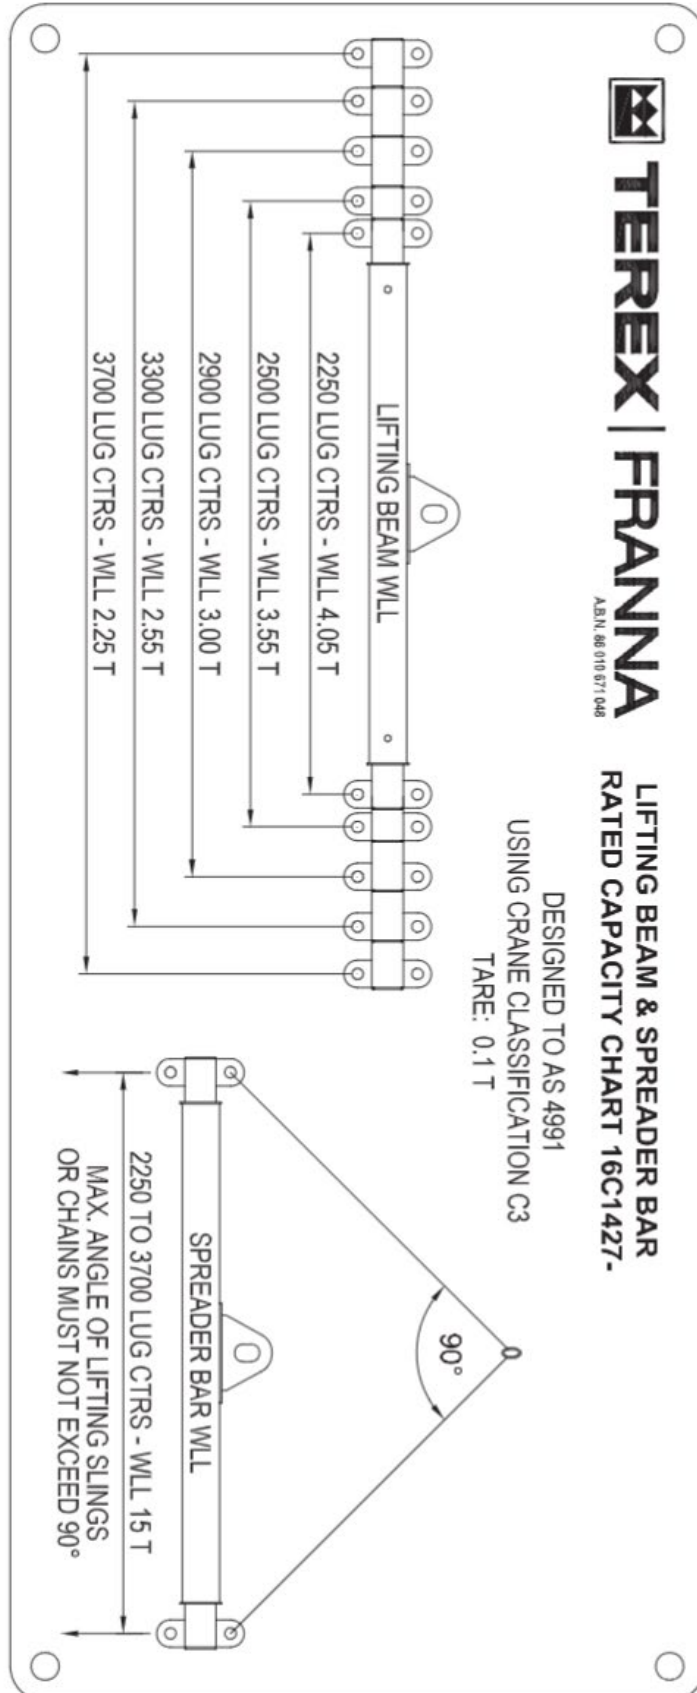 TEREX | FRANNA
A.B.N. 86 010 671 048
LIFTING BEAM & SPREADER BAR
RATED CAPACITY CHART 16C1427-
DESIGNED TO AS 4991
USING CRANE CLASSIFICATION C3
TARE: 0.1 T
LIFTING BEAM WLL
2250 LUG CTRS - WLL 4.05 T
2500 LUG CTRS - WLL 3.55 T
2900 LUG CTRS - WLL 3.00 T
3300 LUG CTRS - WLL 2.55 T
3700 LUG CTRS - WLL 2.25 T
90°
SPREADER BAR WLL
2250 TO 3700 LUG CTRS - WLL 15 T
MAX. ANGLE OF LIFTING SLINGS
OR CHAINS MUST NOT EXCEED 90°